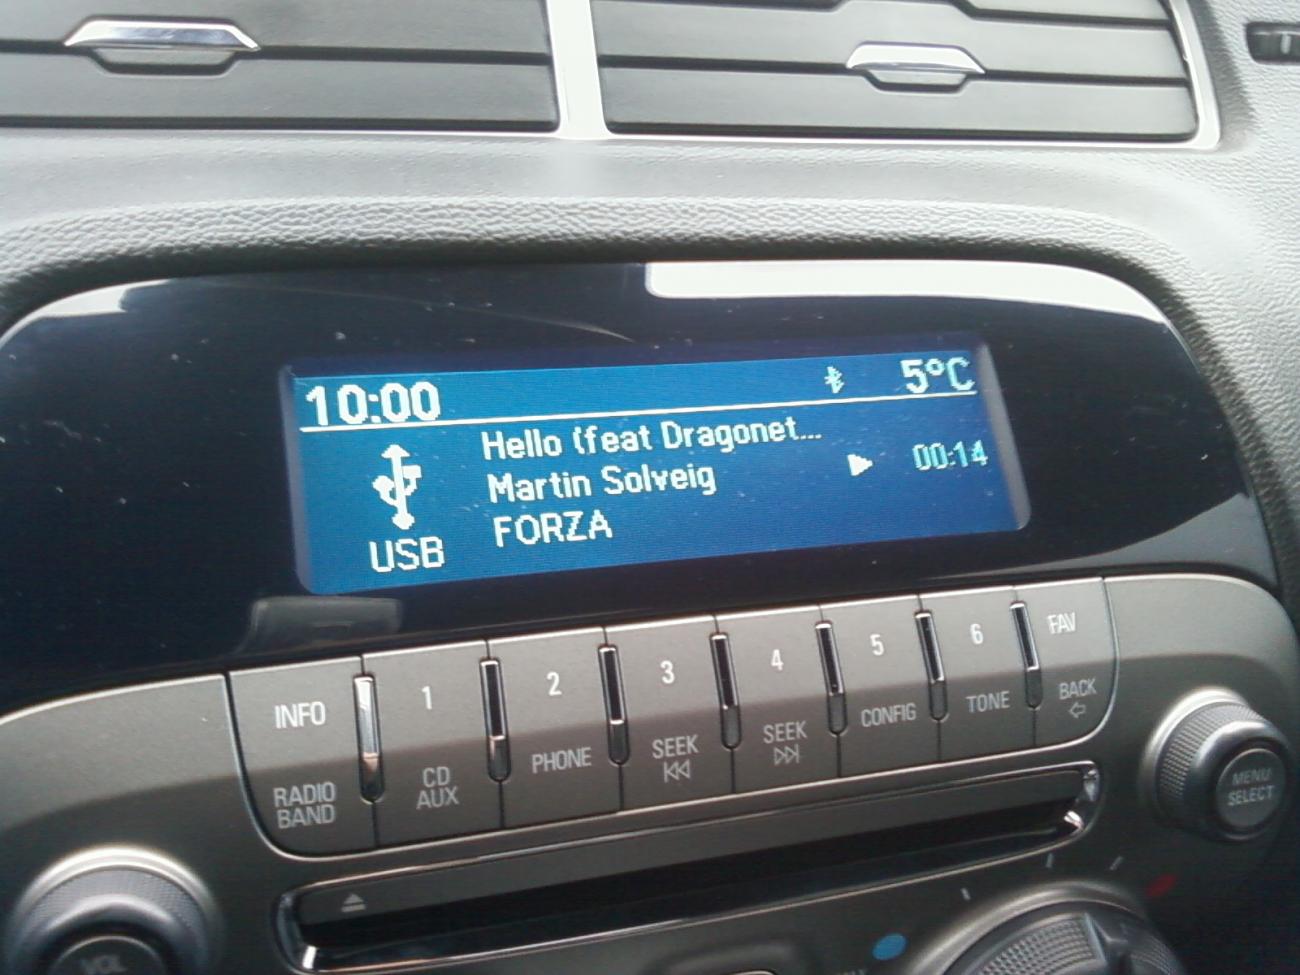 10:00 5°C
Hello (feat Dragonet...
Martin Solveig 00:14
FORZA
USB
INFO 1 2 3 4 5 6 FAV
RADIO BAND
CD AUX
PHONE
SEEK
SEEK
CONFIG
TONE
BACK
MENU
SELECT
VOL